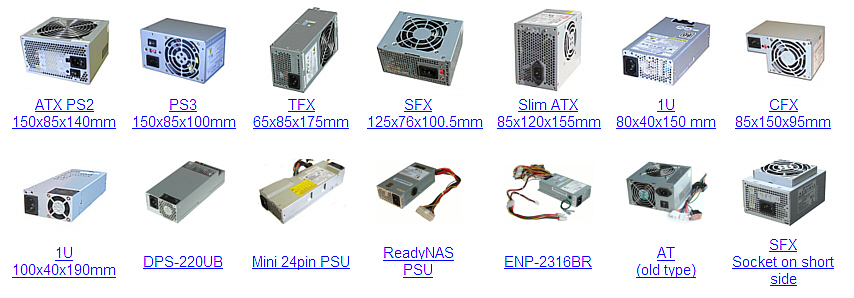 ATX PS2
150x85x140mm
PS3
150x85x100mm
TFX
65x85x175mm
SFX
125x76x100.5mm
Slim ATX
85x120x155mm
1U
80x40x150 mm
CFX
85x150x95mm
1U
100x40x190mm
DPS-220UB
Mini 24pin PSU
ReadyNAS
PSU
ENP-2316BR
AT
(old type)
SFX
Socket on short
side